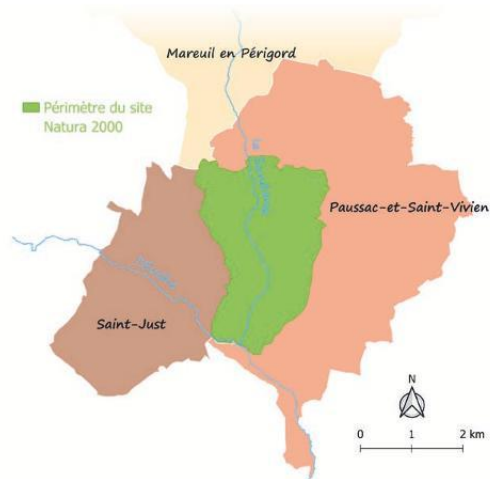 Mareuil en Périgord
Périmètre du site
Natura 2000
Paussac-et-Saint-Vivien
Saint-Just
N
0 1 2 km